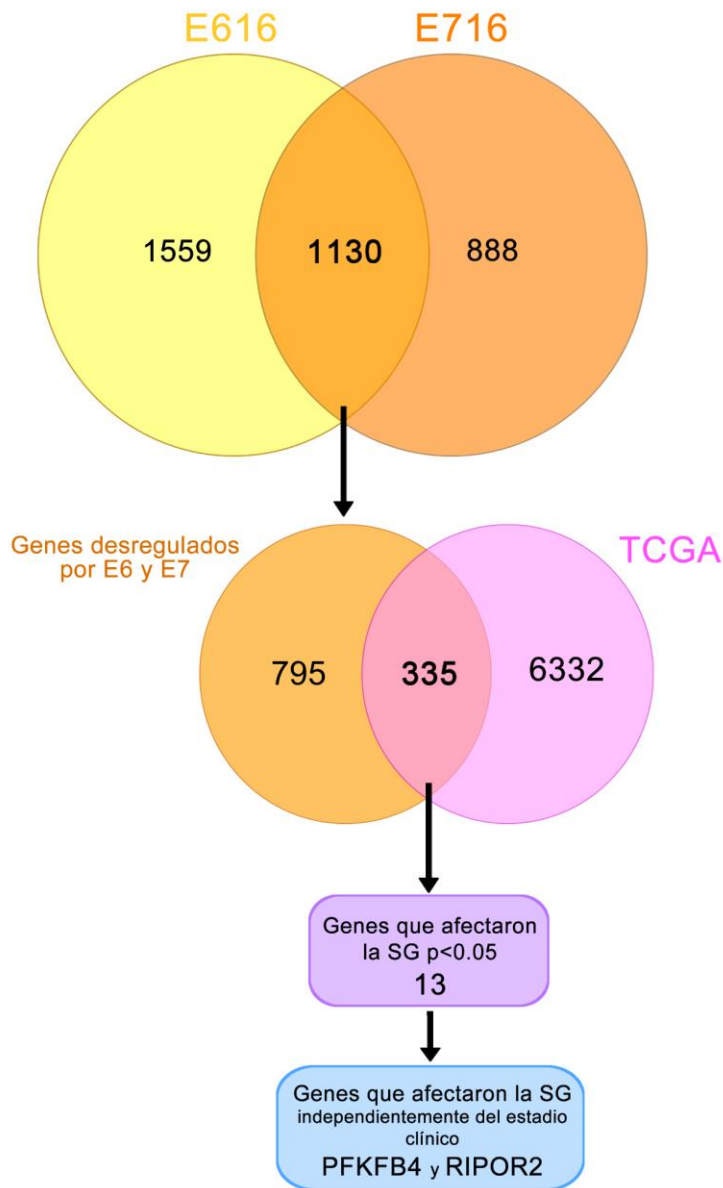 E616
E716
1559
1130
888
Genes desregulados
por E6 y E7
TCGA
795
335
6332
Genes que afectaron
la SG p<0.05
13
Genes que afectaron la SG
independientemente del estadio
clínico
PFKFB4 y RIPOR2